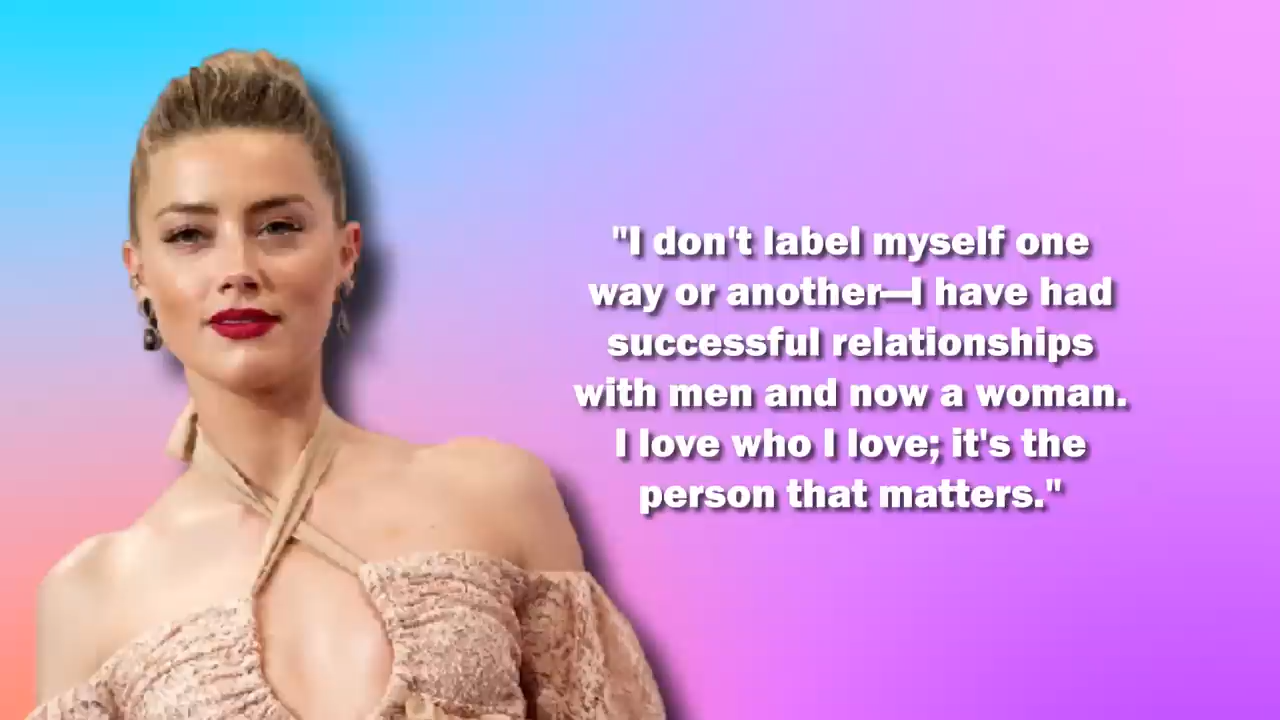 "I don't label myself one
way or another—I have had
successful relationships
with men and now a woman.
I love who I love; it's the
person that matters."